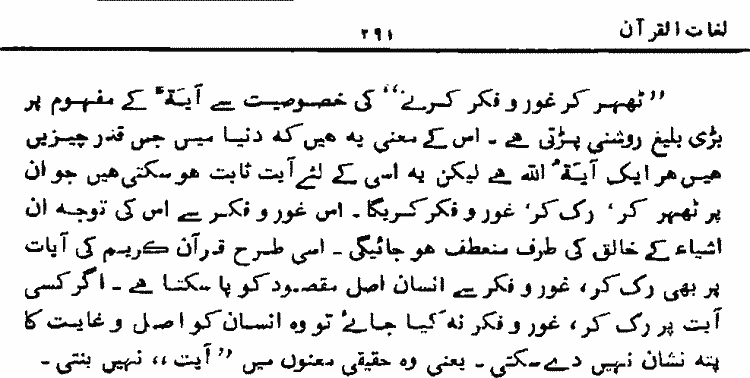 لغات القرآن
۲۹۱
”ٹھہر کر غور و فکر کرنے“ کی خصوصیت سے آیَۃٌ کے مفہوم پر
بڑی بلیغ روشنی پڑتی ہے ۔ اس کے معنی یہ ہیں کہ دنیا میں جس قدر چیزیں
ہیں ہر ایک آیَۃٌ اللہ ہے لیکن یہ اسی کے لئے آیت ثابت ہو سکتی ہیں جو ان
پر ٹھہر کر ، رک کر ، غور و فکر کریگا ۔ اس غور و فکر سے اس کی توجہ ان
اشیاء کے خالق کی طرف منعطف ہو جائیگی ۔ اسی طرح قرآن کریم کی آیات
پر بھی رک کر ، غور و فکر سے انسان اصل مقصود کو پا سکتا ہے ۔ اگر کسی
آیت پر رک کر ، غور و فکر نہ کیا جائے تو وہ انسان کو اصل و غایت کا
پتہ نشان نہیں دے سکتی ۔ یعنی وہ حقیقی معنوں میں ”آیت ،، نہیں بنتی ۔